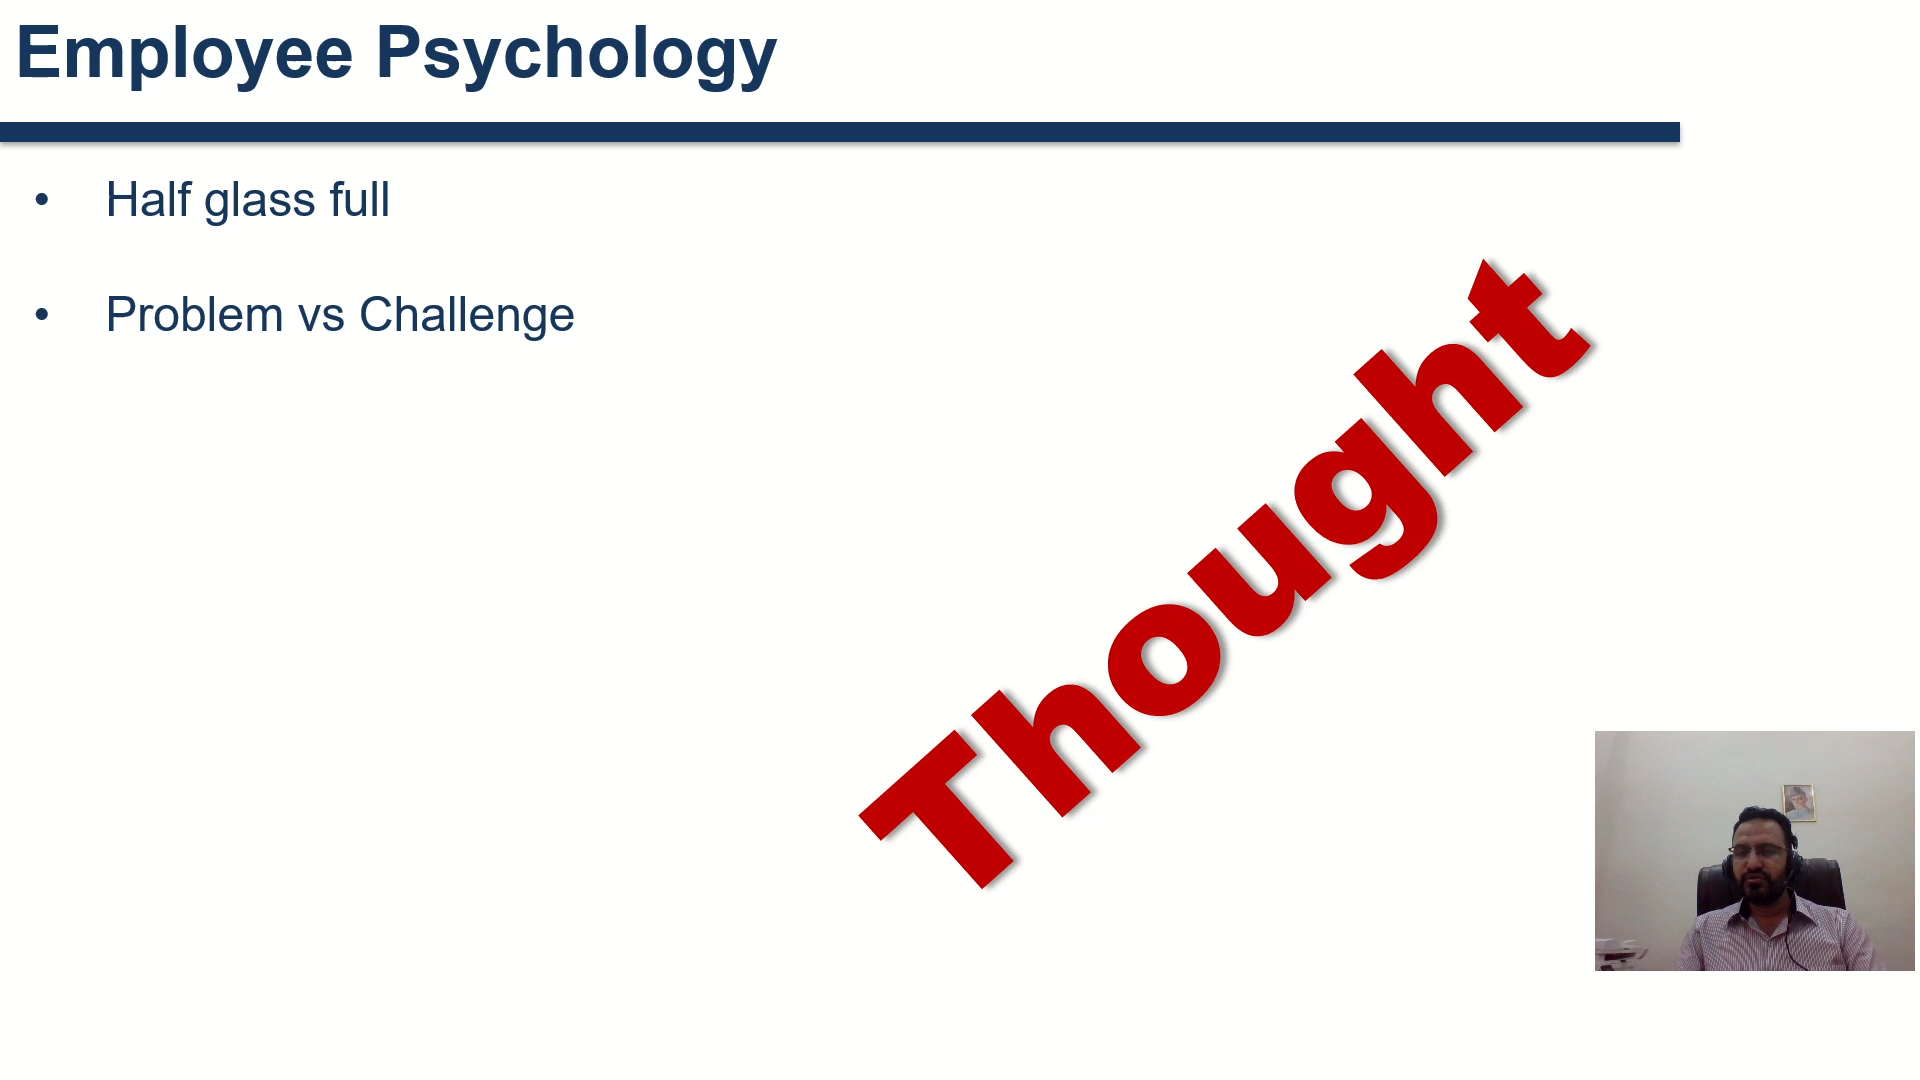 Employee Psychology
• Half glass full
• Problem vs Challenge
Thought